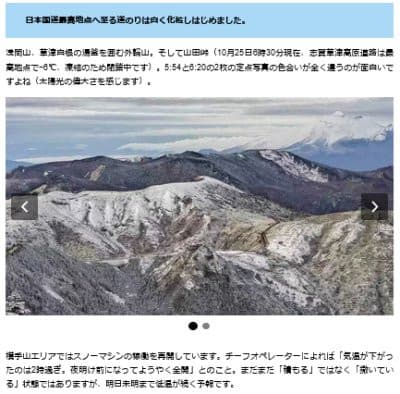 日本国道最高地点へ至る道のりは白く化粧しはじめました。
浅間山、草津白根の湯釜を囲む外輪山。そして山田峠（10月25日6時30分現在、志賀草津高原道路は最
高地点で-6℃、凍結のため閉鎖中です）。5:54と6:20の2枚の定点写真の色合いが全く違うのが面白いで
すよね（太陽光の偉大さを感じます）。
横手山エリアではスノーマシンの稼働を再開しています。チーフオペレーターによれば「気温が下がっ
たのは2時過ぎ。夜明け前になってようやく全開」とのこと。まだまだ「積もる」ではなく「撒いてい
る」状態ではありますが、明日未明まで低温が続く予報です。